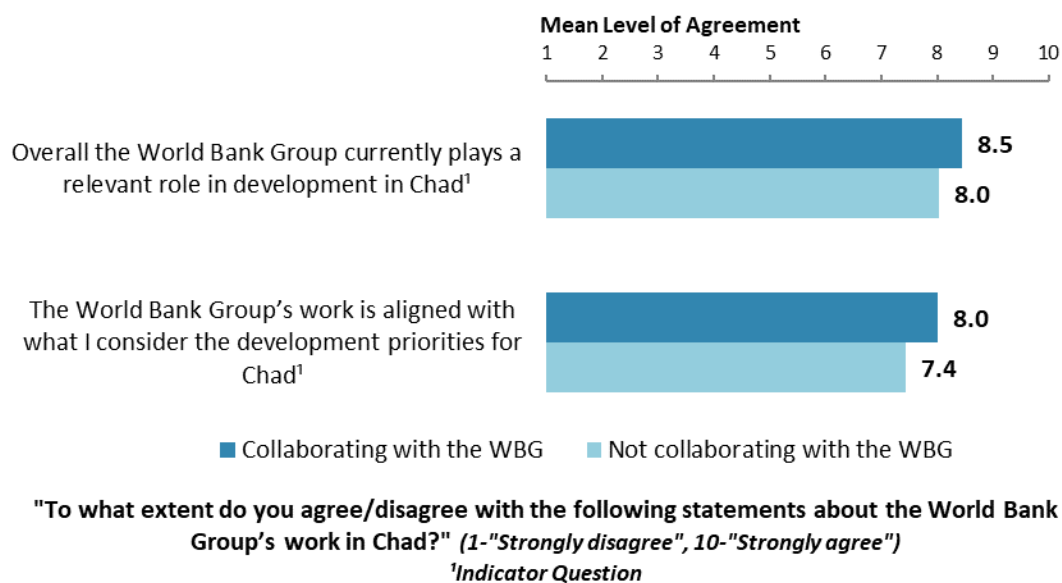 Mean Level of Agreement
1 2 3 4 5 6 7 8 9 10
Overall the World Bank Group currently plays a
relevant role in development in Chad¹
8.5
8.0
The World Bank Group’s work is aligned with
what I consider the development priorities for
Chad¹
8.0
7.4
Collaborating with the WBG Not collaborating with the WBG
"To what extent do you agree/disagree with the following statements about the World Bank
Group’s work in Chad?" (1-"Strongly disagree", 10-"Strongly agree")
¹Indicator Question